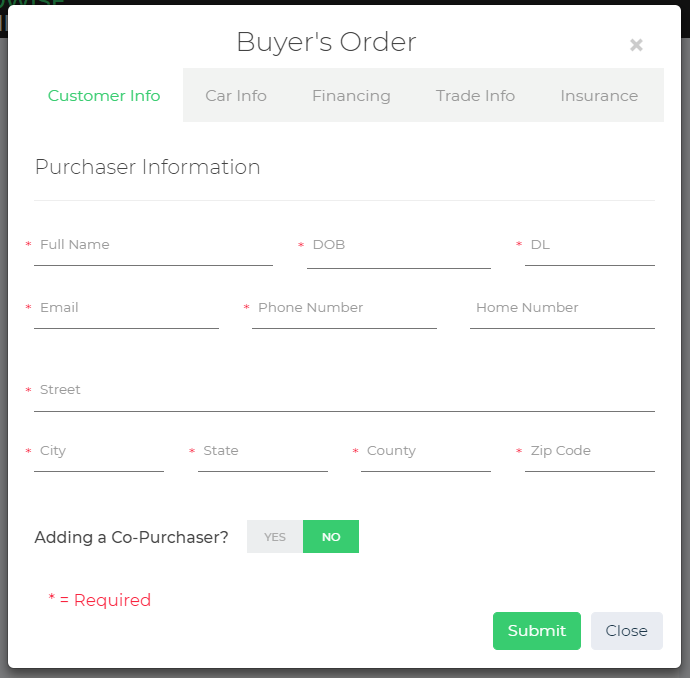 Buyer's Order ×
Customer Info Car Info Financing Trade Info Insurance
Purchaser Information
* Full Name * DOB * DL
* Email * Phone Number Home Number
* Street
* City * State * County * Zip Code
Adding a Co-Purchaser? YES NO
* = Required
Submit Close